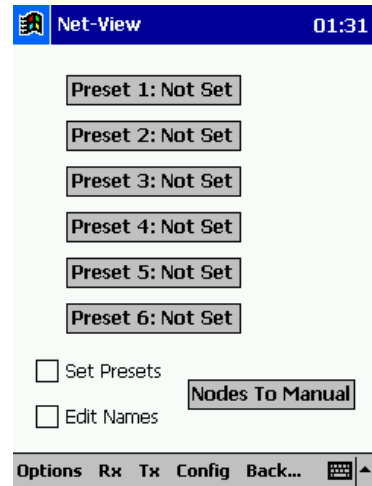 Net-View 01:31
Preset 1: Not Set
Preset 2: Not Set
Preset 3: Not Set
Preset 4: Not Set
Preset 5: Not Set
Preset 6: Not Set
Set Presets
Nodes To Manual
Edit Names
Options Rx Tx Config Back...